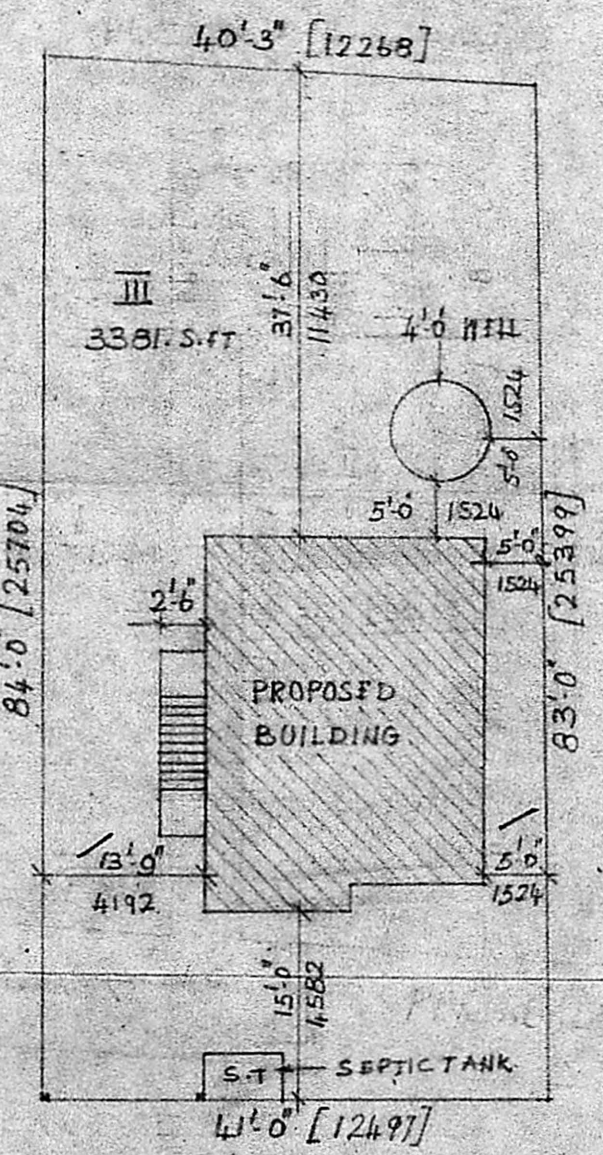 40'-3" [12268]
III
3381. S.FT
37'-6"
11430
4'-0" WELL
5'-0"
1524
5'-0"
1524
5'-0"
1524
84'-0" [25704]
83'-0" [25399]
2'-6"
PROPOSED
BUILDING
13'-9"
4192
5'-0"
1524
15'-0"
4582
S.T
SEPTIC TANK
41'-0" [12497]